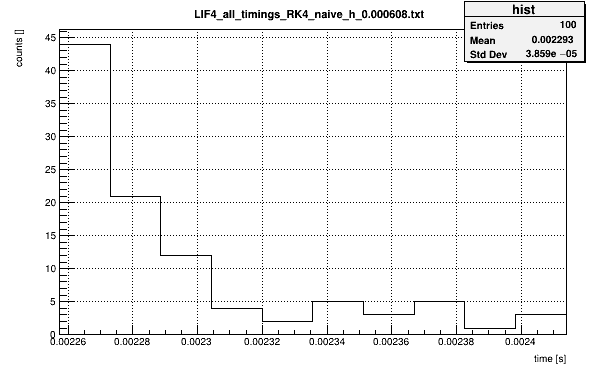 LIF4_all_timings_RK4_naive_h_0.000608.txt
hist
Entries 100
Mean 0.002293
Std Dev 3.859e −05
counts []
45
40
35
30
25
20
15
10
5
0
0.00226 0.00228 0.0023 0.00232 0.00234 0.00236 0.00238 0.0024
time [s]